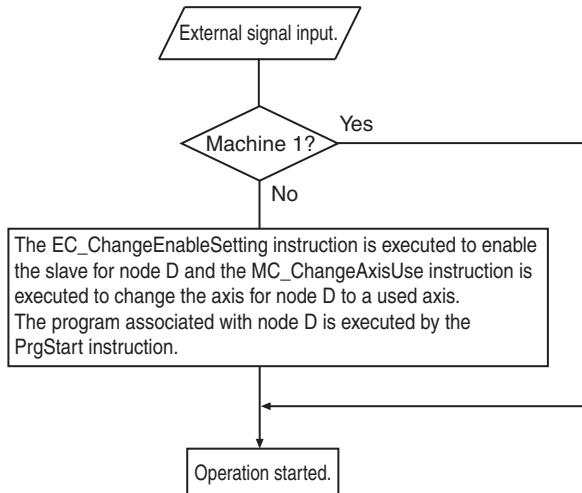 External signal input.
Machine 1?
Yes
No
The EC_ChangeEnableSetting instruction is executed to enable
the slave for node D and the MC_ChangeAxisUse instruction is
executed to change the axis for node D to a used axis.
The program associated with node D is executed by the
PrgStart instruction.
Operation started.